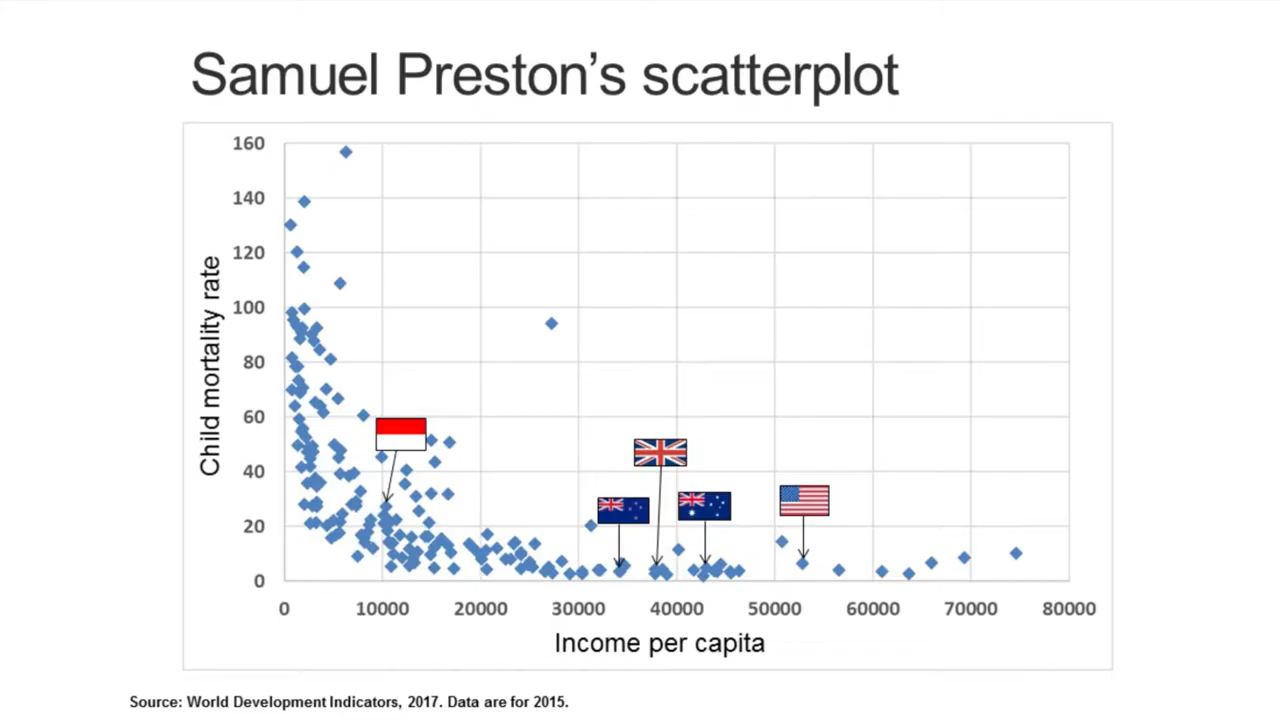 Samuel Preston’s scatterplot
160
140
120
100
80
60
40
20
0
Child mortality rate
0 10000 20000 30000 40000 50000 60000 70000 80000
Income per capita
Source: World Development Indicators, 2017. Data are for 2015.